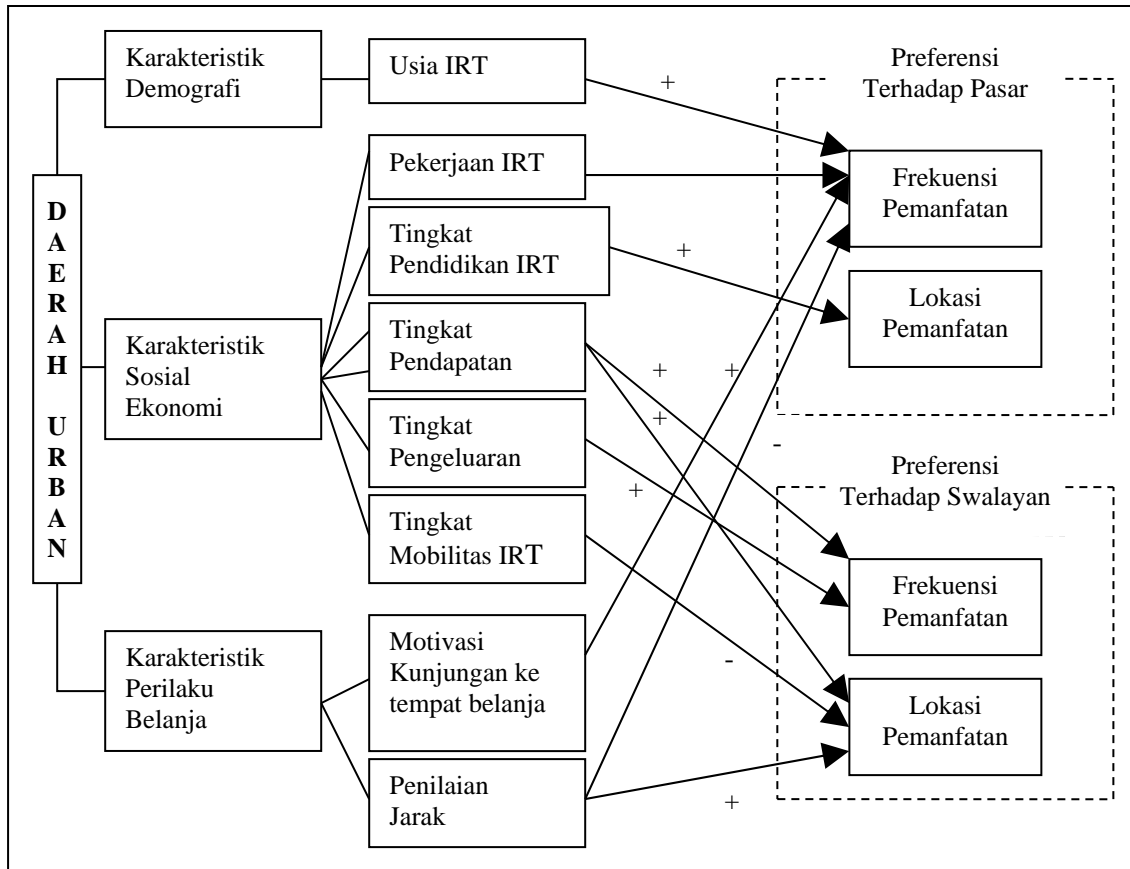 DAERAH URBAN
Karakteristik
Demografi
Karakteristik
Sosial
Ekonomi
Karakteristik
Perilaku
Belanja
Usia IRT
Pekerjaan IRT
Tingkat
Pendidikan IRT
Tingkat
Pendapatan
Tingkat
Pengeluaran
Tingkat
Mobilitas IRT
Motivasi
Kunjungan ke
tempat belanja
Penilaian
Jarak
+
+
+
+
+
-
+
-
+
Preferensi
Terhadap Pasar
Frekuensi
Pemanfatan
Lokasi
Pemanfatan
Preferensi
Terhadap Swalayan
Frekuensi
Pemanfatan
Lokasi
Pemanfatan